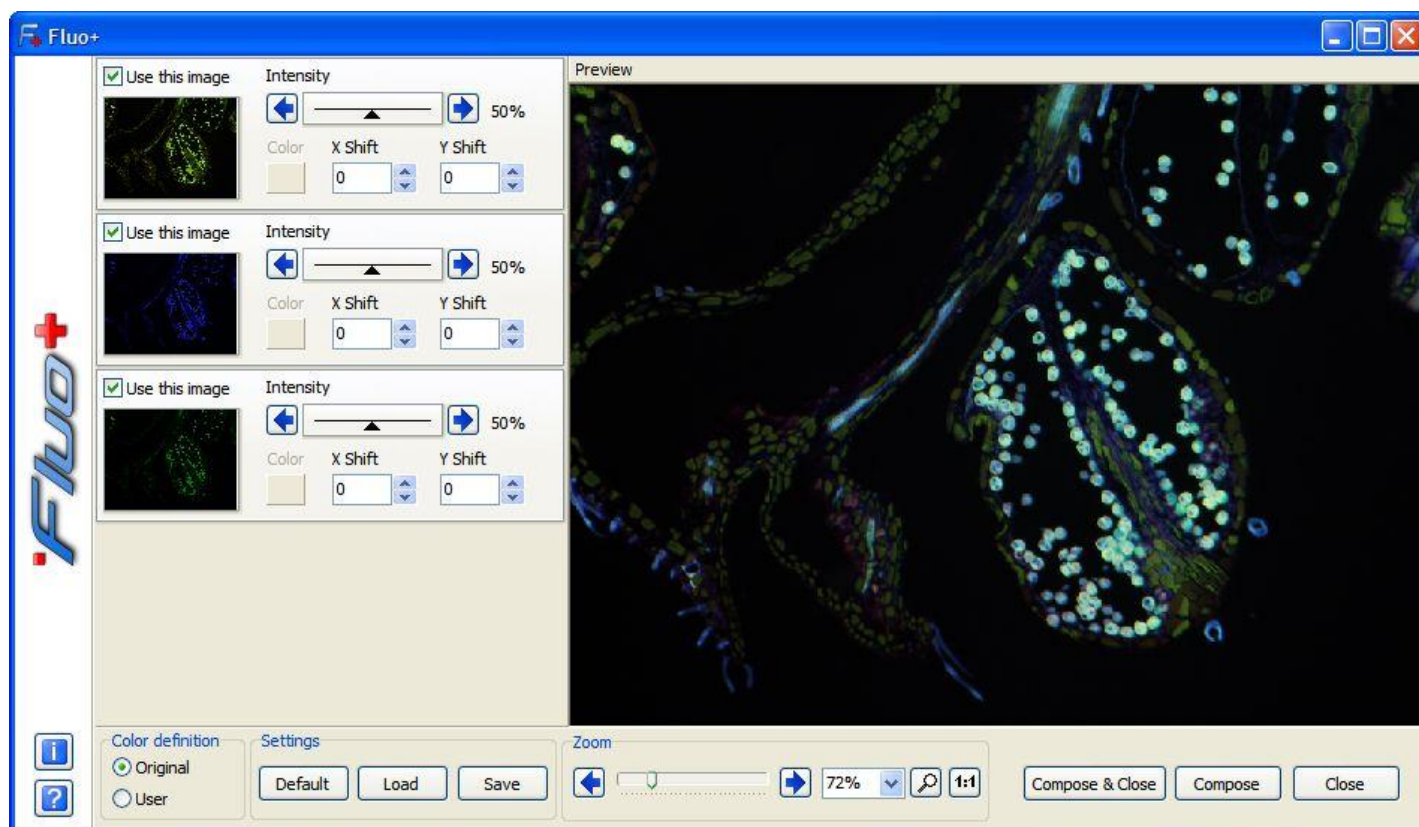 Fluo+
Use this image
Intensity
50%
Color
X Shift
Y Shift
0
0
Use this image
Intensity
50%
Color
X Shift
Y Shift
0
0
Use this image
Intensity
50%
Color
X Shift
Y Shift
0
0
Preview
Fluo+
Color definition
Original
User
Settings
Default
Load
Save
Zoom
72%
1:1
Compose & Close
Compose
Close